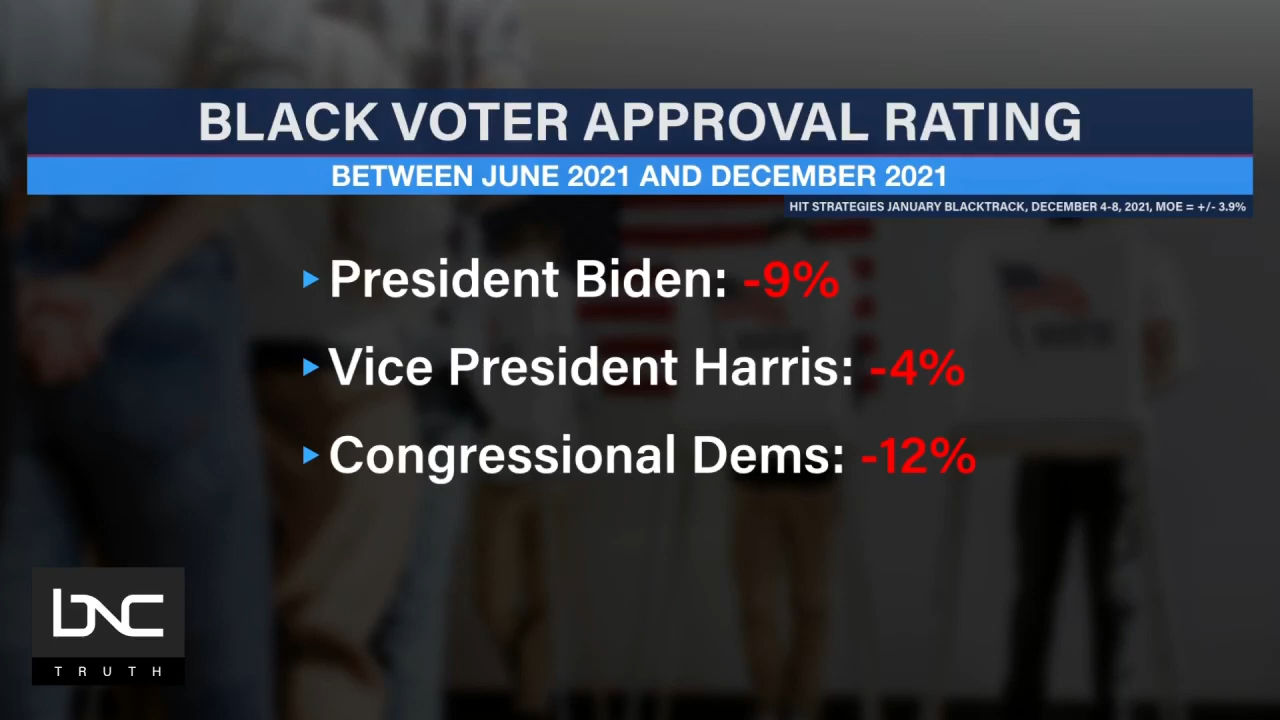 BLACK VOTER APPROVAL RATING
BETWEEN JUNE 2021 AND DECEMBER 2021
HIT STRATEGIES JANUARY BLACKTRACK, DECEMBER 4-8, 2021, MOE = +/- 3.9%
President Biden: -9%
Vice President Harris: -4%
Congressional Dems: -12%
bNC
TRUTH